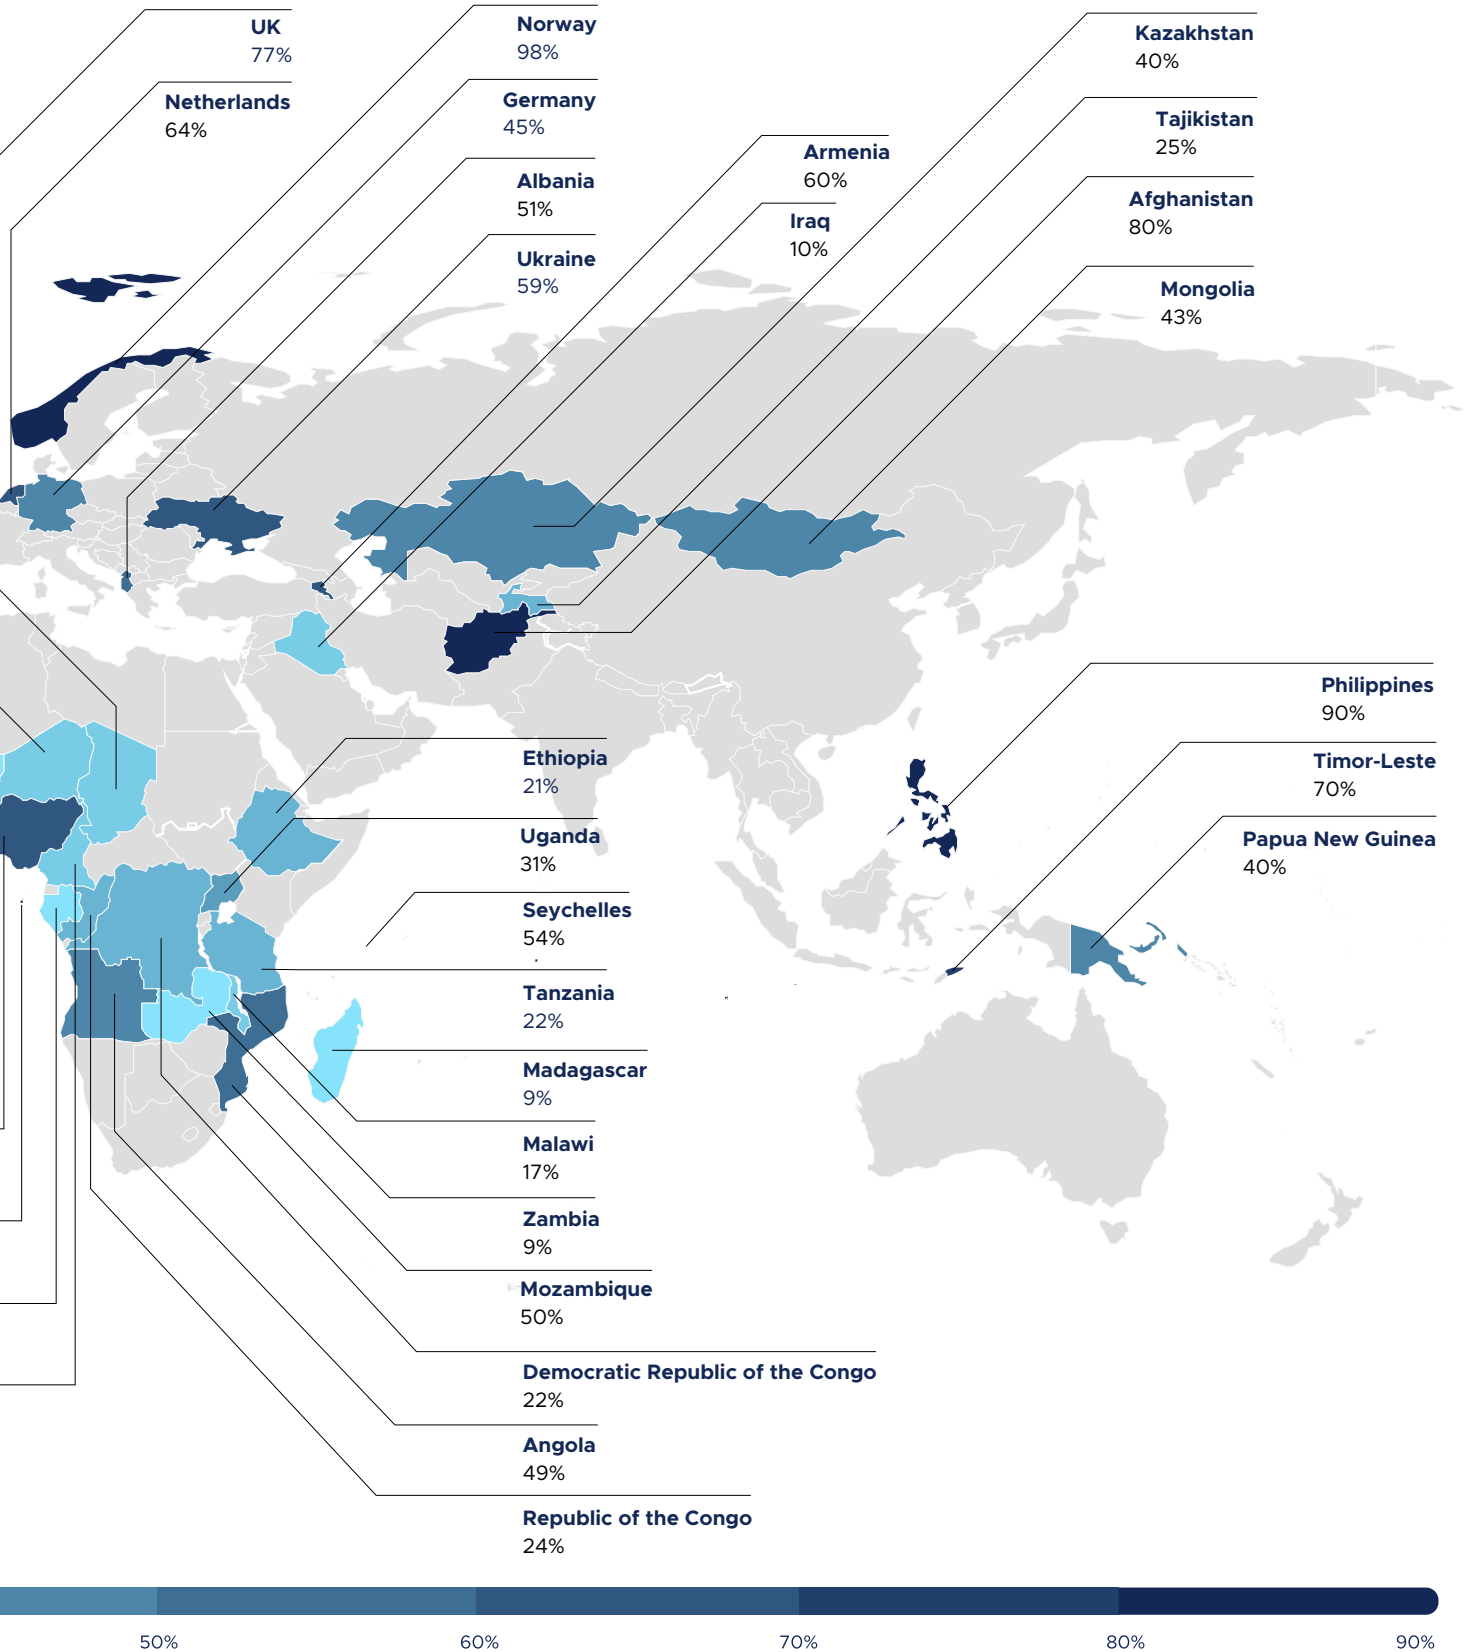 UK
77%
Netherlands
64%
Norway
98%
Germany
45%
Albania
51%
Ukraine
59%
Armenia
60%
Iraq
10%
Kazakhstan
40%
Tajikistan
25%
Afghanistan
80%
Mongolia
43%
Philippines
90%
Timor-Leste
70%
Papua New Guinea
40%
Ethiopia
21%
Uganda
31%
Seychelles
54%
Tanzania
22%
Madagascar
9%
Malawi
17%
Zambia
9%
Mozambique
50%
Democratic Republic of the Congo
22%
Angola
49%
Republic of the Congo
24%
50% 60% 70% 80% 90%